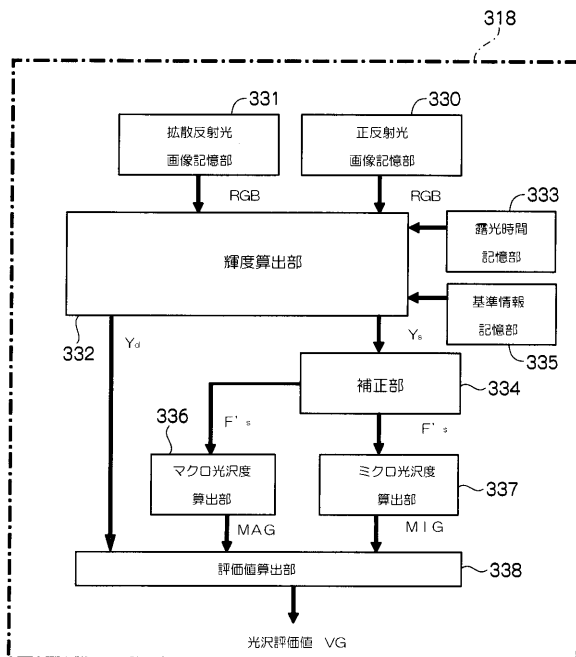 318
331
330
拡散反射光
画像記憶部
正反射光
画像記憶部
333
RGB
RGB
露光時間
記憶部
輝度算出部
基準情報
記憶部
332
Yd
Ys
335
補正部
334
336
F's
F's
マクロ光沢度
算出部
ミクロ光沢度
算出部
337
MAG
MIG
評価値算出部
338
光沢評価値 VG